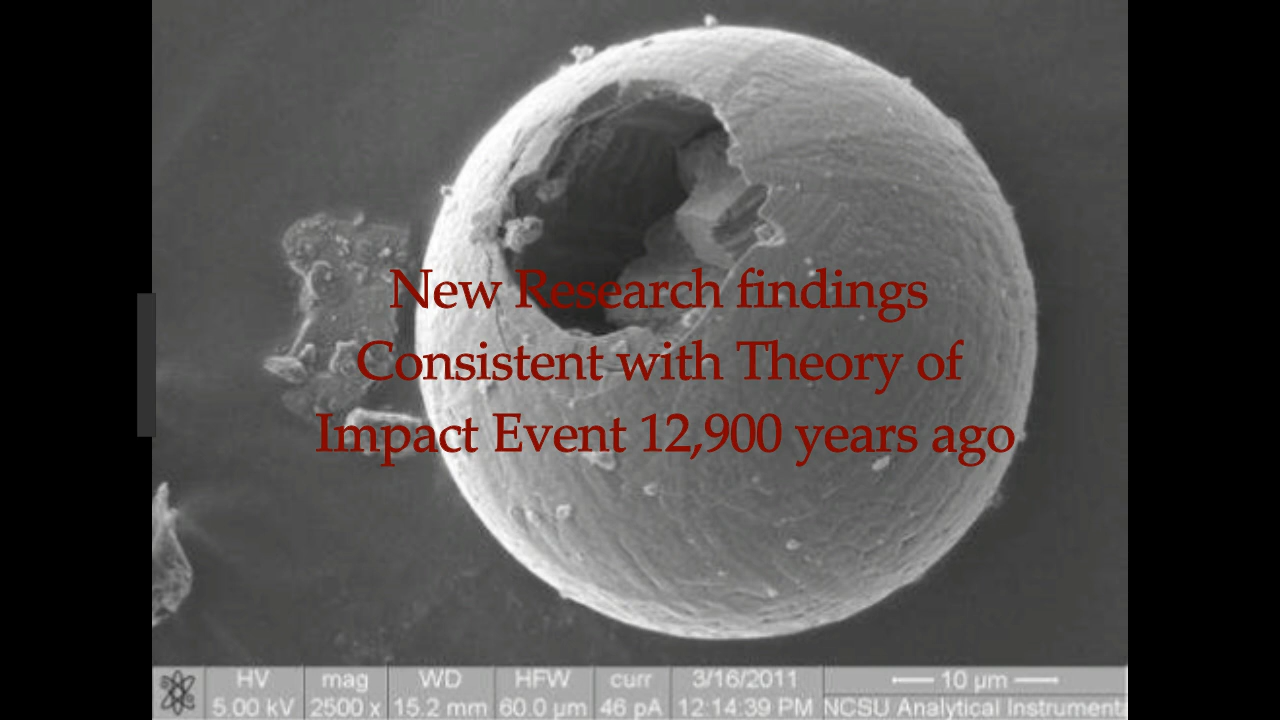 New Research findings
Consistent with Theory of
Impact Event 12,900 years ago
HV mag WD HFW curr 3/16/2011 10 µm
5.00 kV 2500 x 15.2 mm 60.0 µm 46 pA 12:14:39 PM NCSU Analytical Instrument